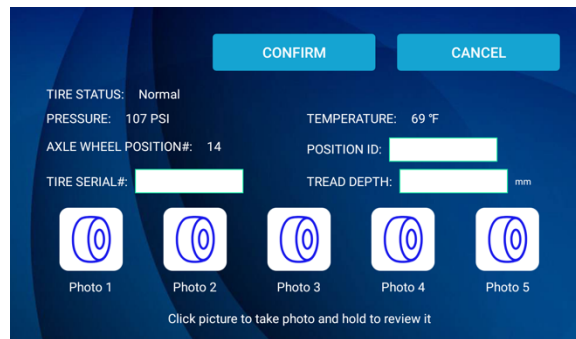 CONFIRM CANCEL
TIRE STATUS: Normal
PRESSURE: 107 PSI TEMPERATURE: 69 °F
AXLE WHEEL POSITION#: 14 POSITION ID:
TIRE SERIAL#: TREAD DEPTH: mm
Photo 1 Photo 2 Photo 3 Photo 4 Photo 5
Click picture to take photo and hold to review it